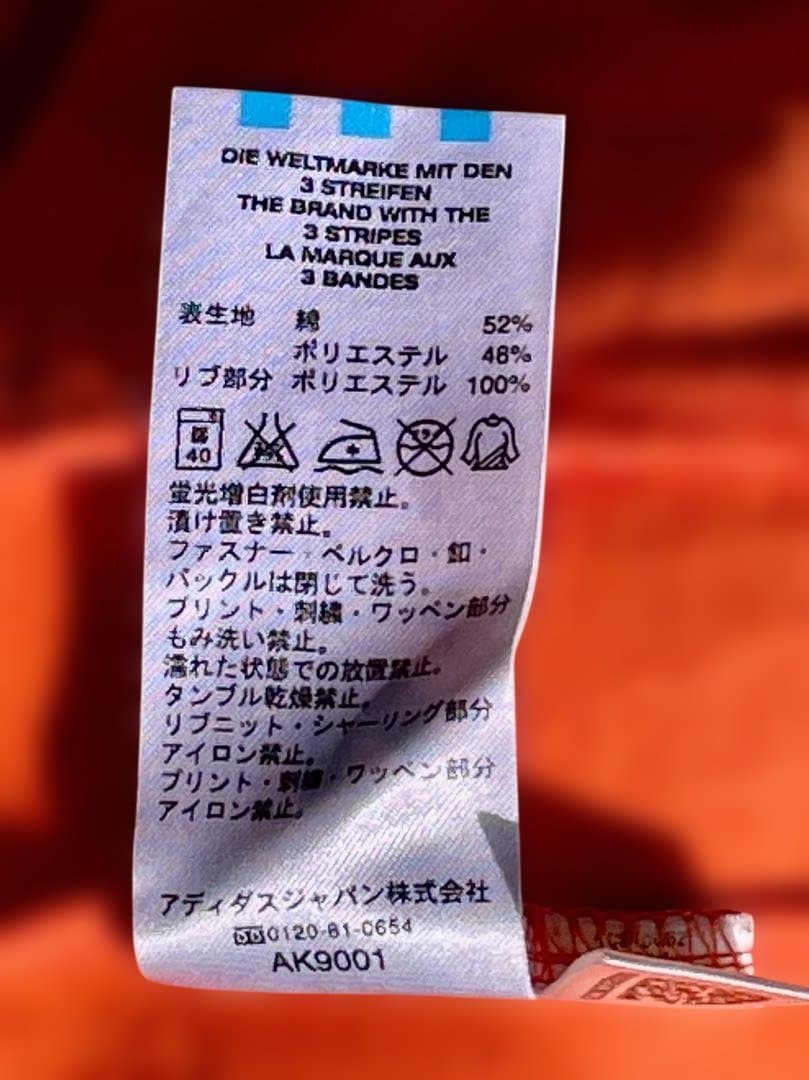 DIE WELTMARKE MIT DEN
3 STREIFEN
THE BRAND WITH THE
3 STRIPES
LA MARQUE AUX
3 BANDES
表生地 綿 52%
ポリエステル 48%
リブ部分 ポリエステル 100%
40
蛍光増白剤使用禁止。
漬け置き禁止。
ファスナー・ベルクロ・釦・
バックルは閉じて洗う。
プリント・刺繍・ワッペン部分
もみ洗い禁止。
濡れた状態での放置禁止。
タンブル乾燥禁止。
リブニット・シャーリング部分
アイロン禁止。
プリント・刺繍・ワッペン部分
アイロン禁止。
アディダスジャパン株式会社
0120-81-0654
AK9001